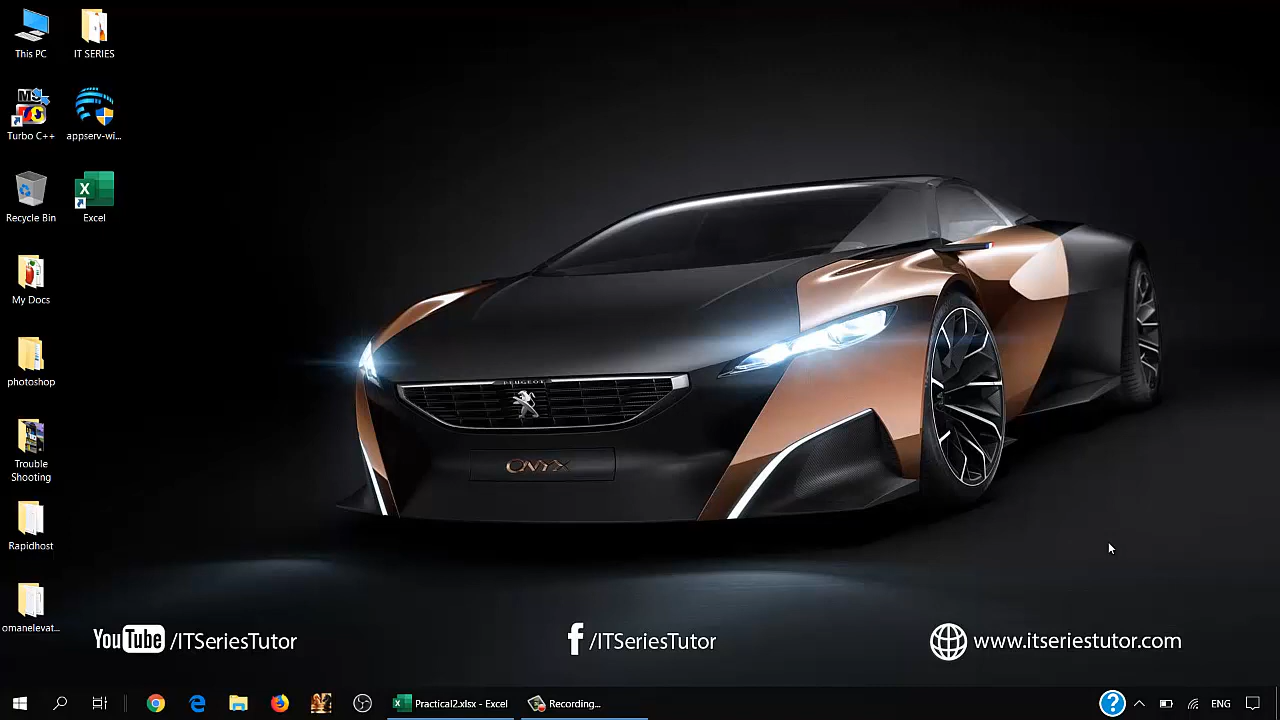 This PC
IT SERIES
Turbo C++
appserv-wi...
Recycle Bin
Excel
My Docs
photoshop
Trouble
Shooting
Rapidhost
omanelevat...
PEUGEOT
ONYX
YouTube /ITSeriesTutor
f /ITSeriesTutor
www.itseriestutor.com
Practical2.xlsx - Excel
Recording...
ENG